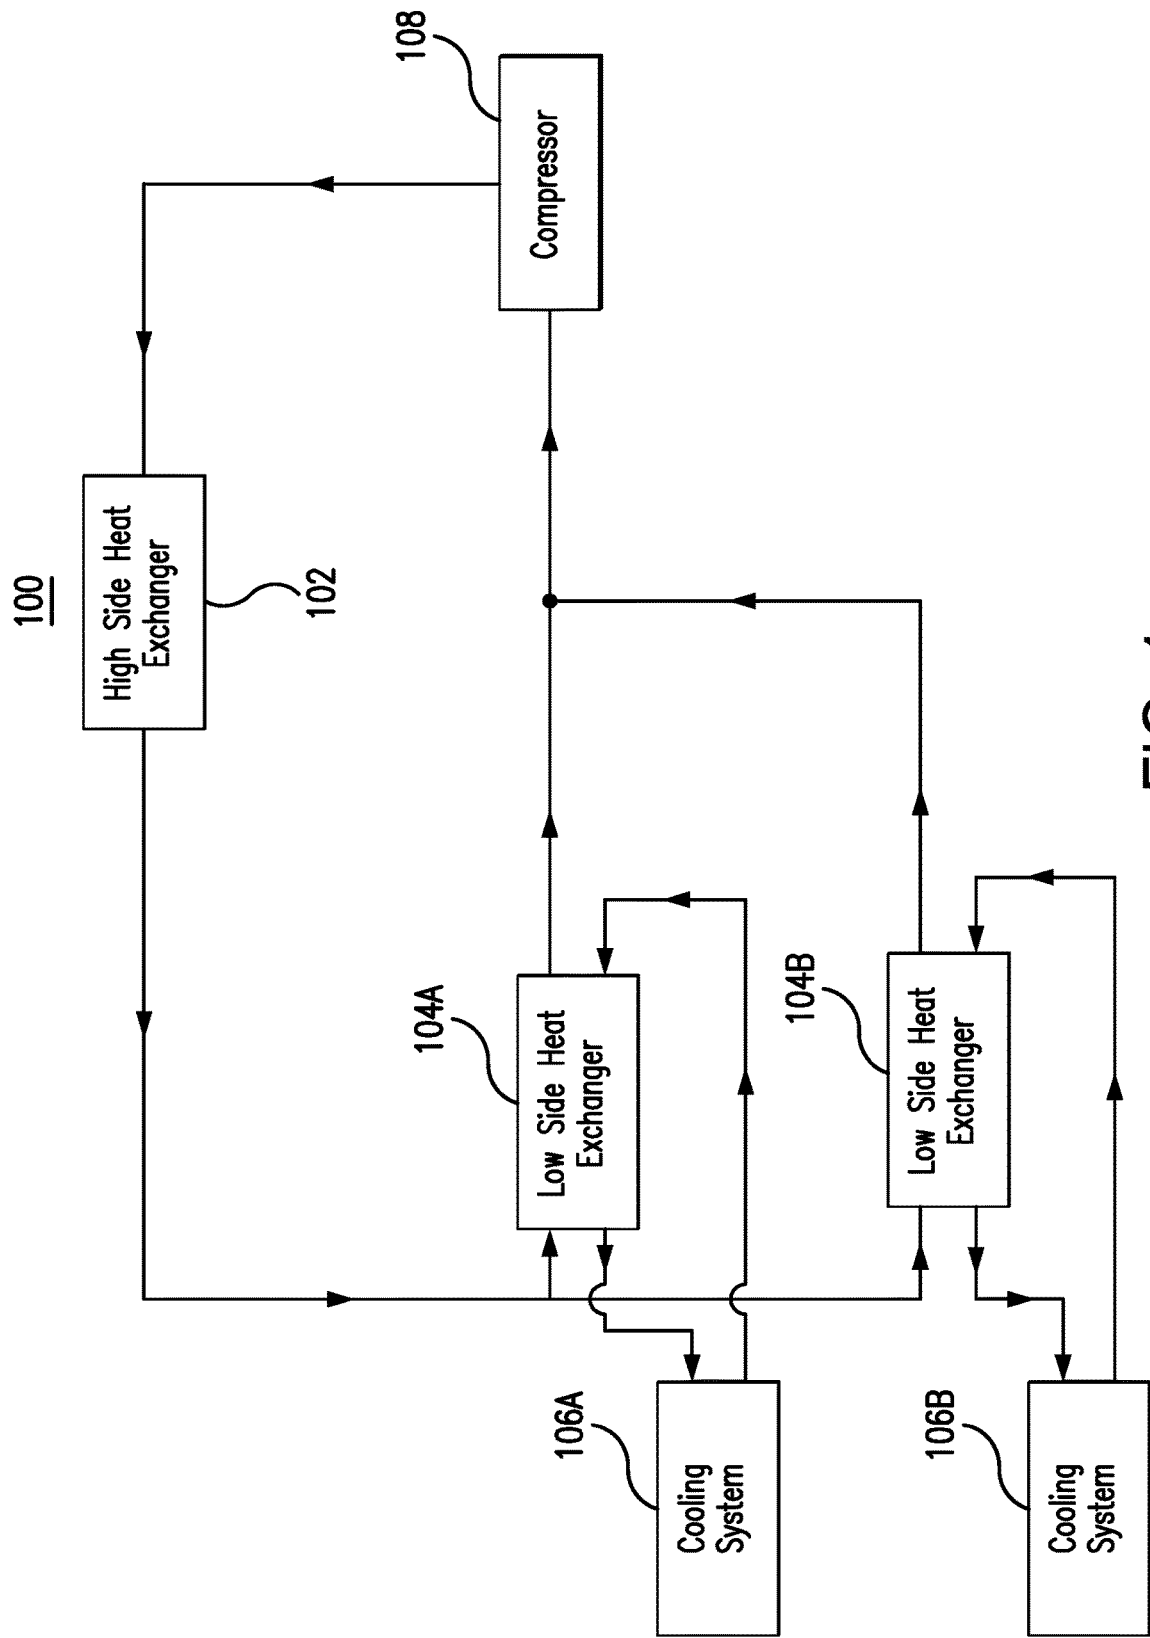 100
High Side Heat
Exchanger
102
108
Compressor
104A
Low Side Heat
Exchanger
104B
Low Side Heat
Exchanger
106A
Cooling
System
106B
Cooling
System